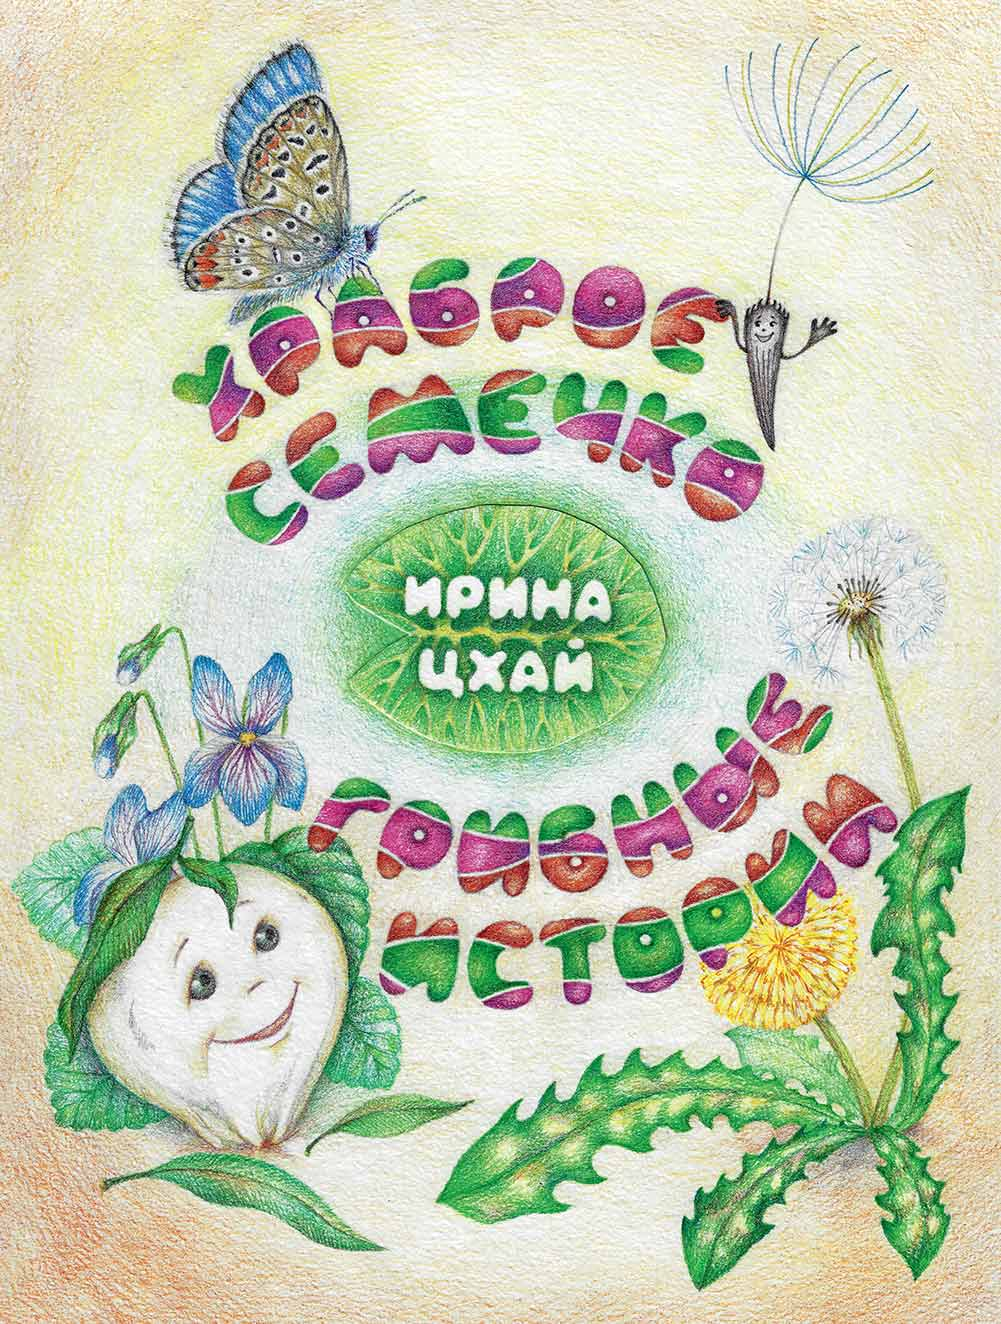 ХРАБРОЕ
СЕМЕЧКО
ИРИНА
ЦХАЙ
ГРИБНЫЕ
ИСТОРИИ